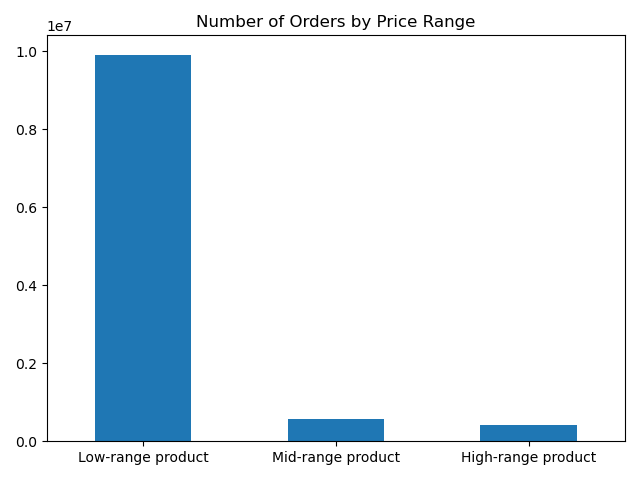 Number of Orders by Price Range
1e7
1.0
0.8
0.6
0.4
0.2
0.0
Low-range product Mid-range product High-range product